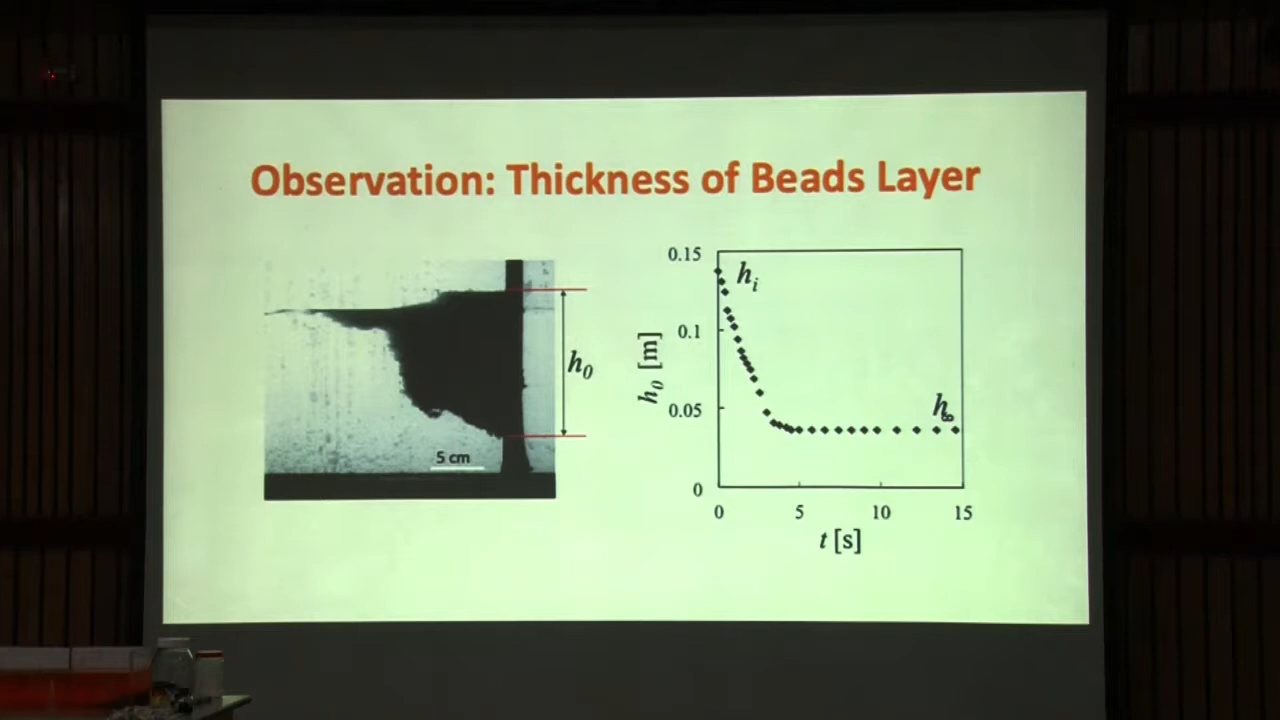 Observation: Thickness of Beads Layer
h₀
5 cm
h₀ [m]
0.15
0.1
0.05
0
hᵢ
h∞
0
5
10
15
t [s]